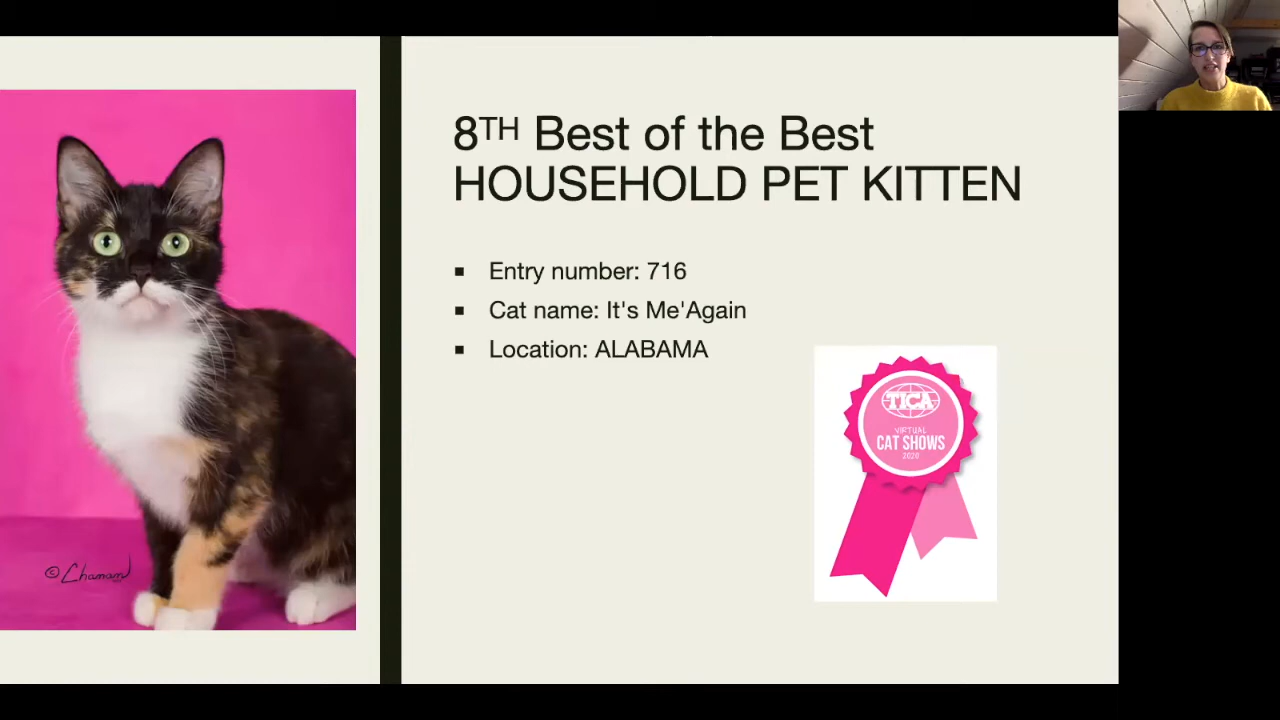 8TH Best of the Best
HOUSEHOLD PET KITTEN
Entry number: 716
Cat name: It's Me'Again
Location: ALABAMA
TICA
VIRTUAL
CAT SHOWS
2020
© Chanan